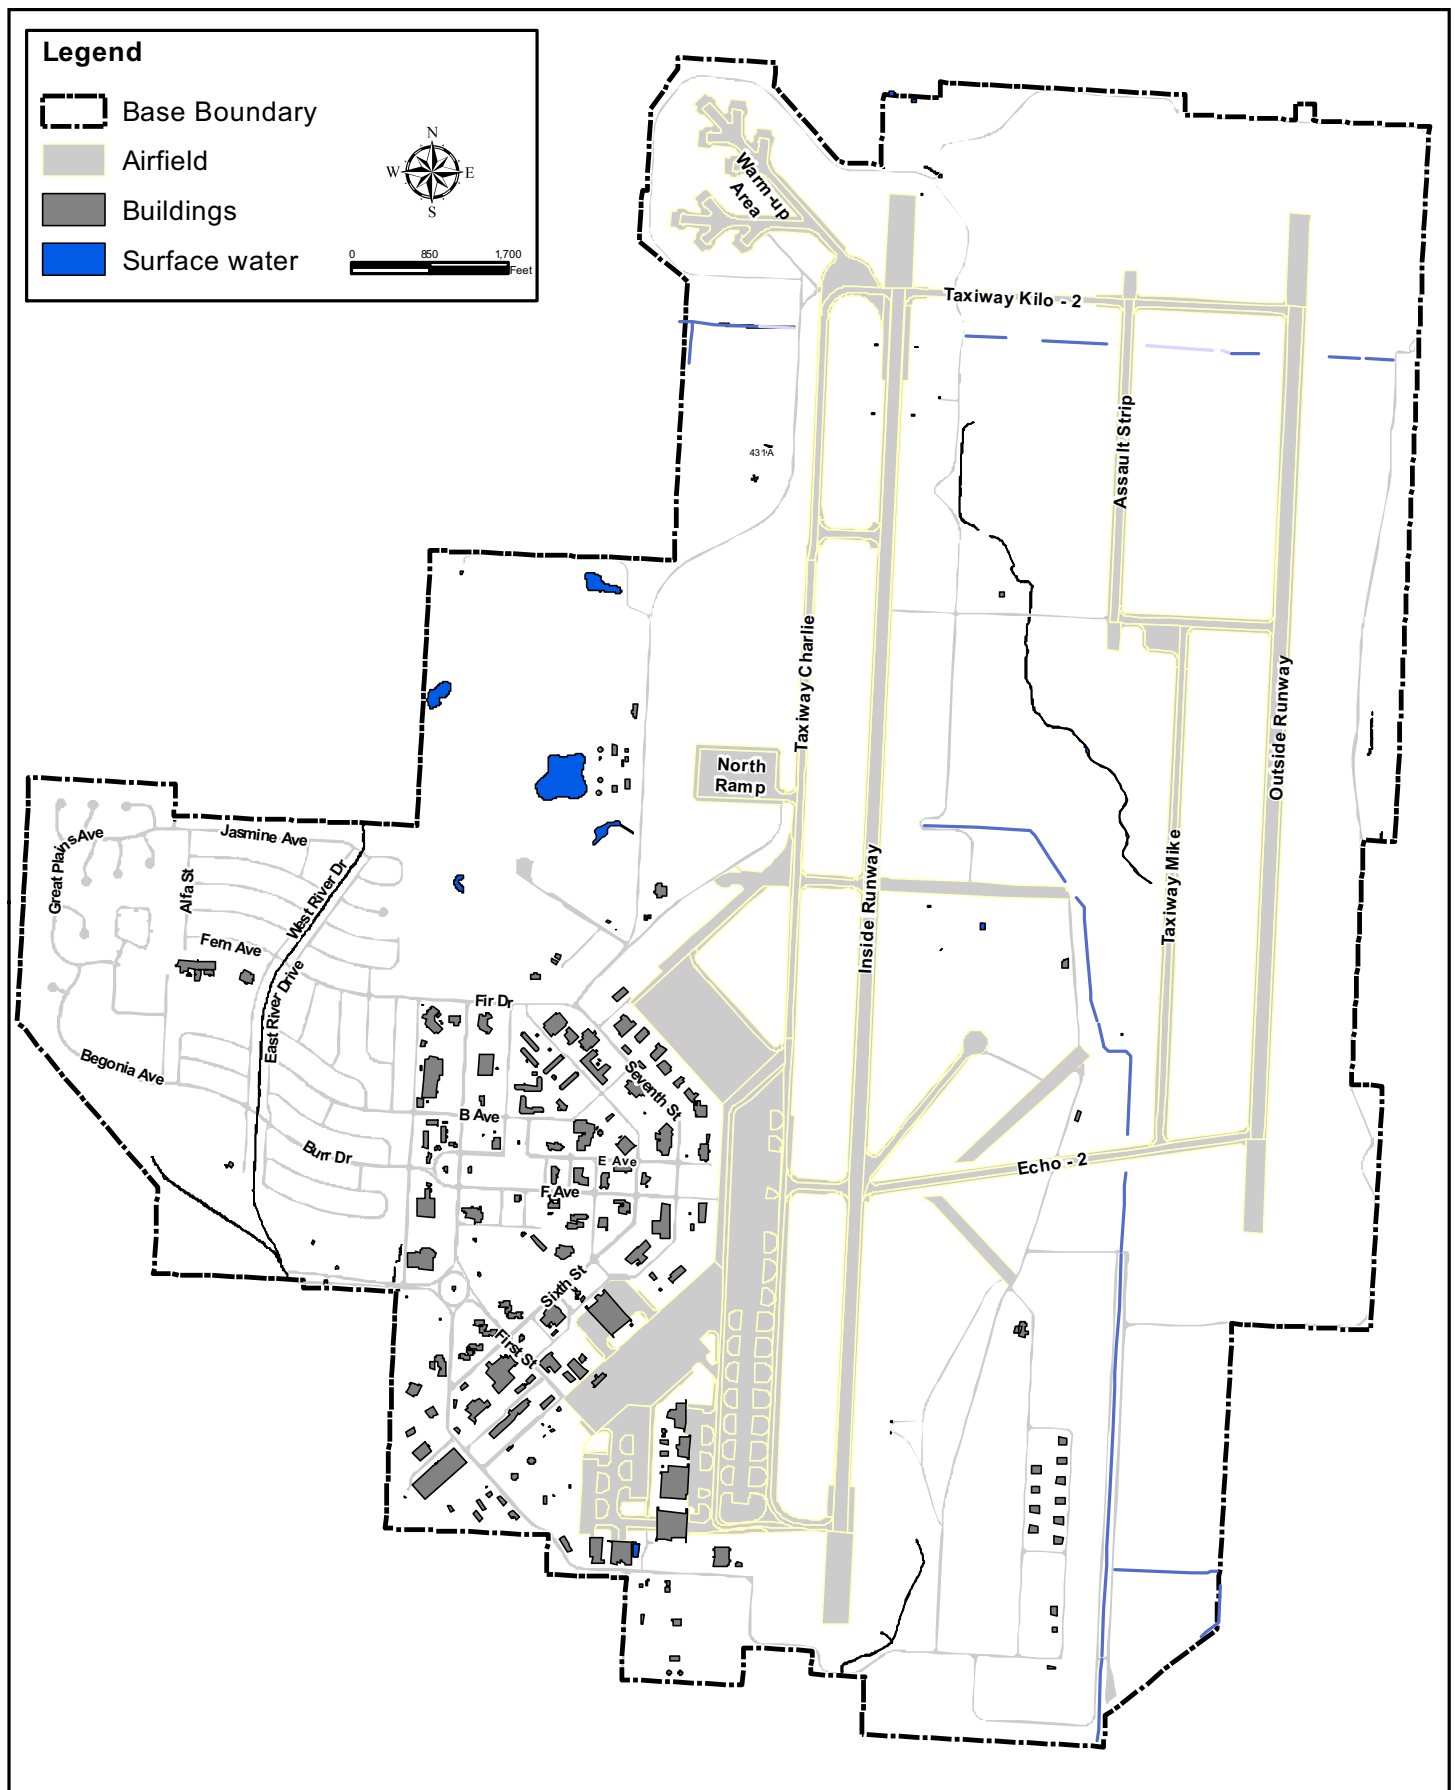 Legend
Base Boundary
Airfield
Buildings
Surface water
N
W
E
S
0
850
1,700
Feet
Warm-up
Area
Taxiway Kilo - 2
Assault Strip
431A
Taxiway Charlie
Outside Runway
North
Ramp
Inside Runway
Taxiway Mike
Great Plains Ave
Jasmine Ave
Alfa St
West River Dr
Fern Ave
East River Drive
Fir Dr
Begonia Ave
Seventh St
B Ave
Burr Dr
E Ave
F Ave
Echo - 2
Sixth St
First St